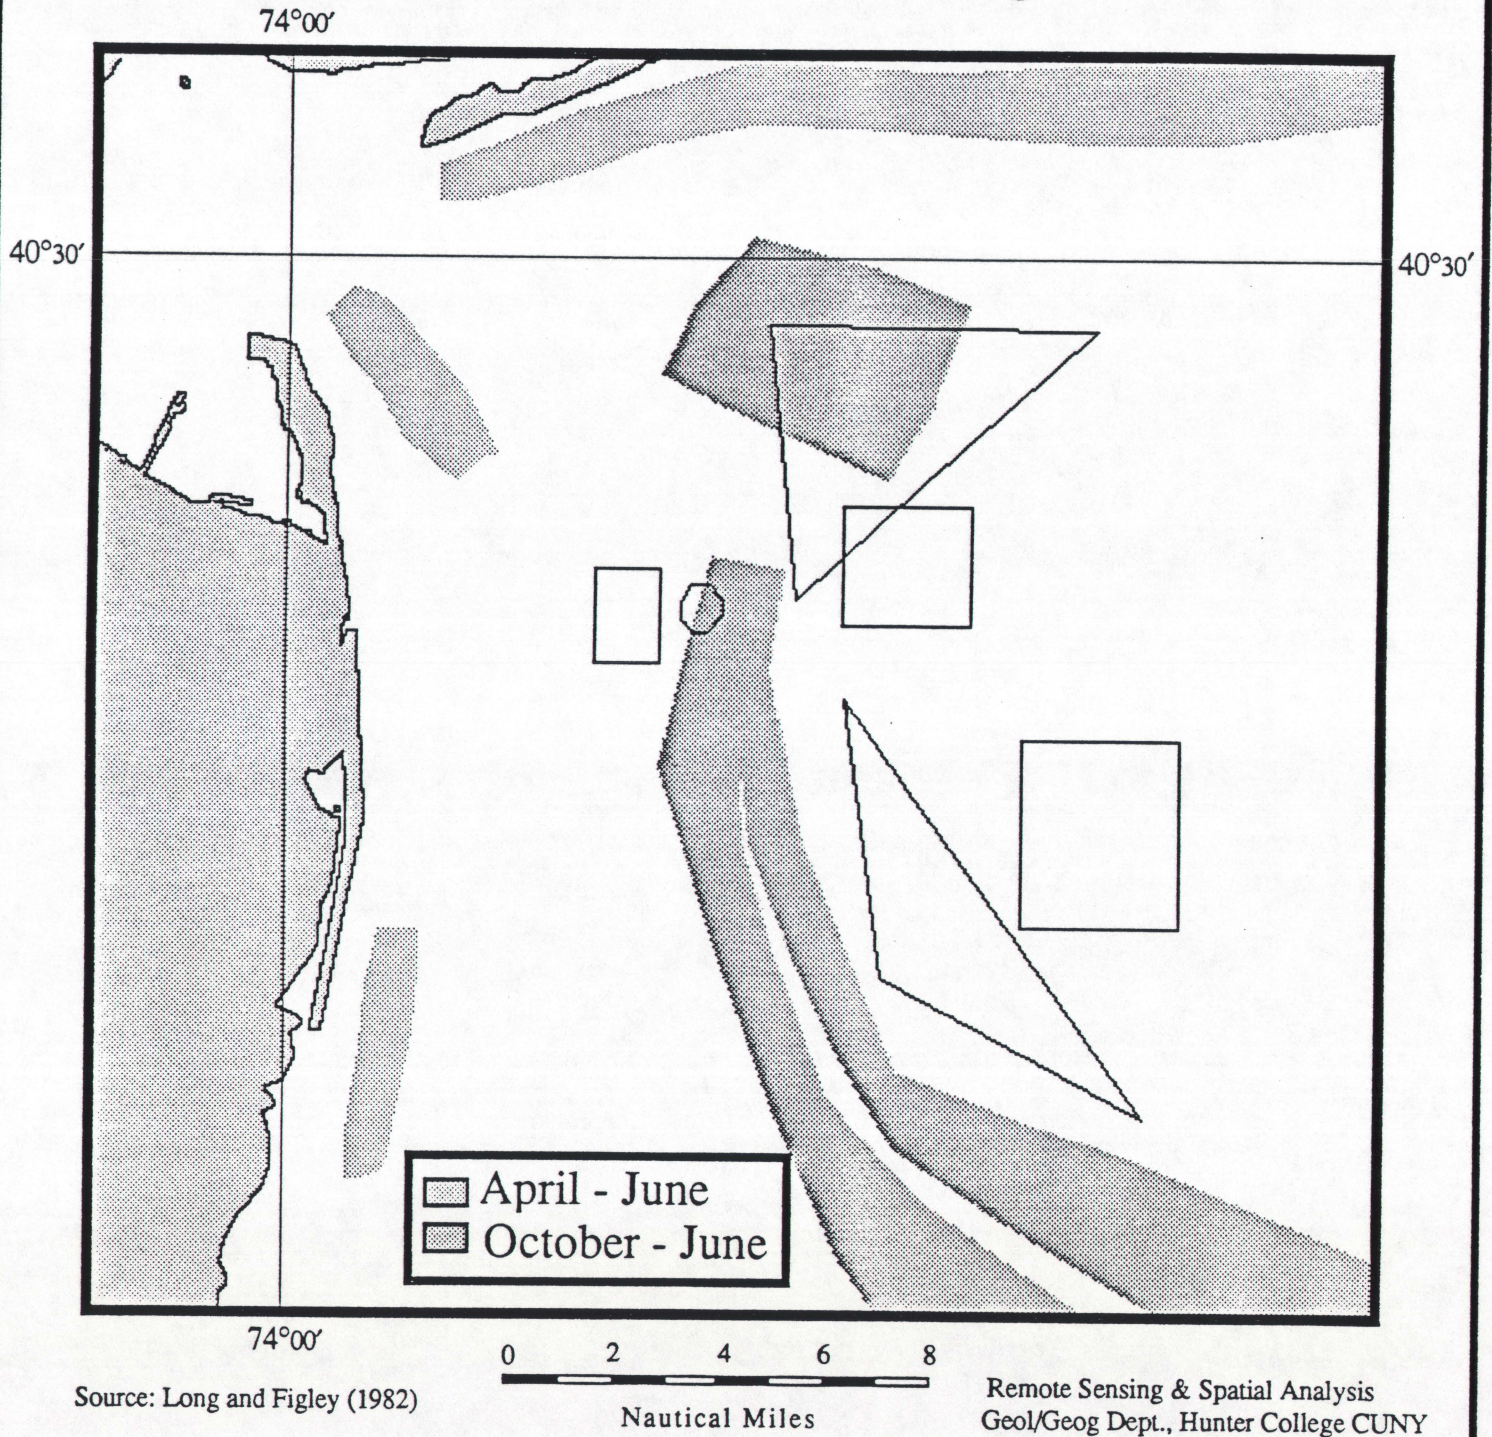 74°00'
40°30'
40°30'
April - June
October - June
74°00'
0 2 4 6 8
Nautical Miles
Source: Long and Figley (1982)
Remote Sensing & Spatial Analysis
Geol/Geog Dept., Hunter College CUNY